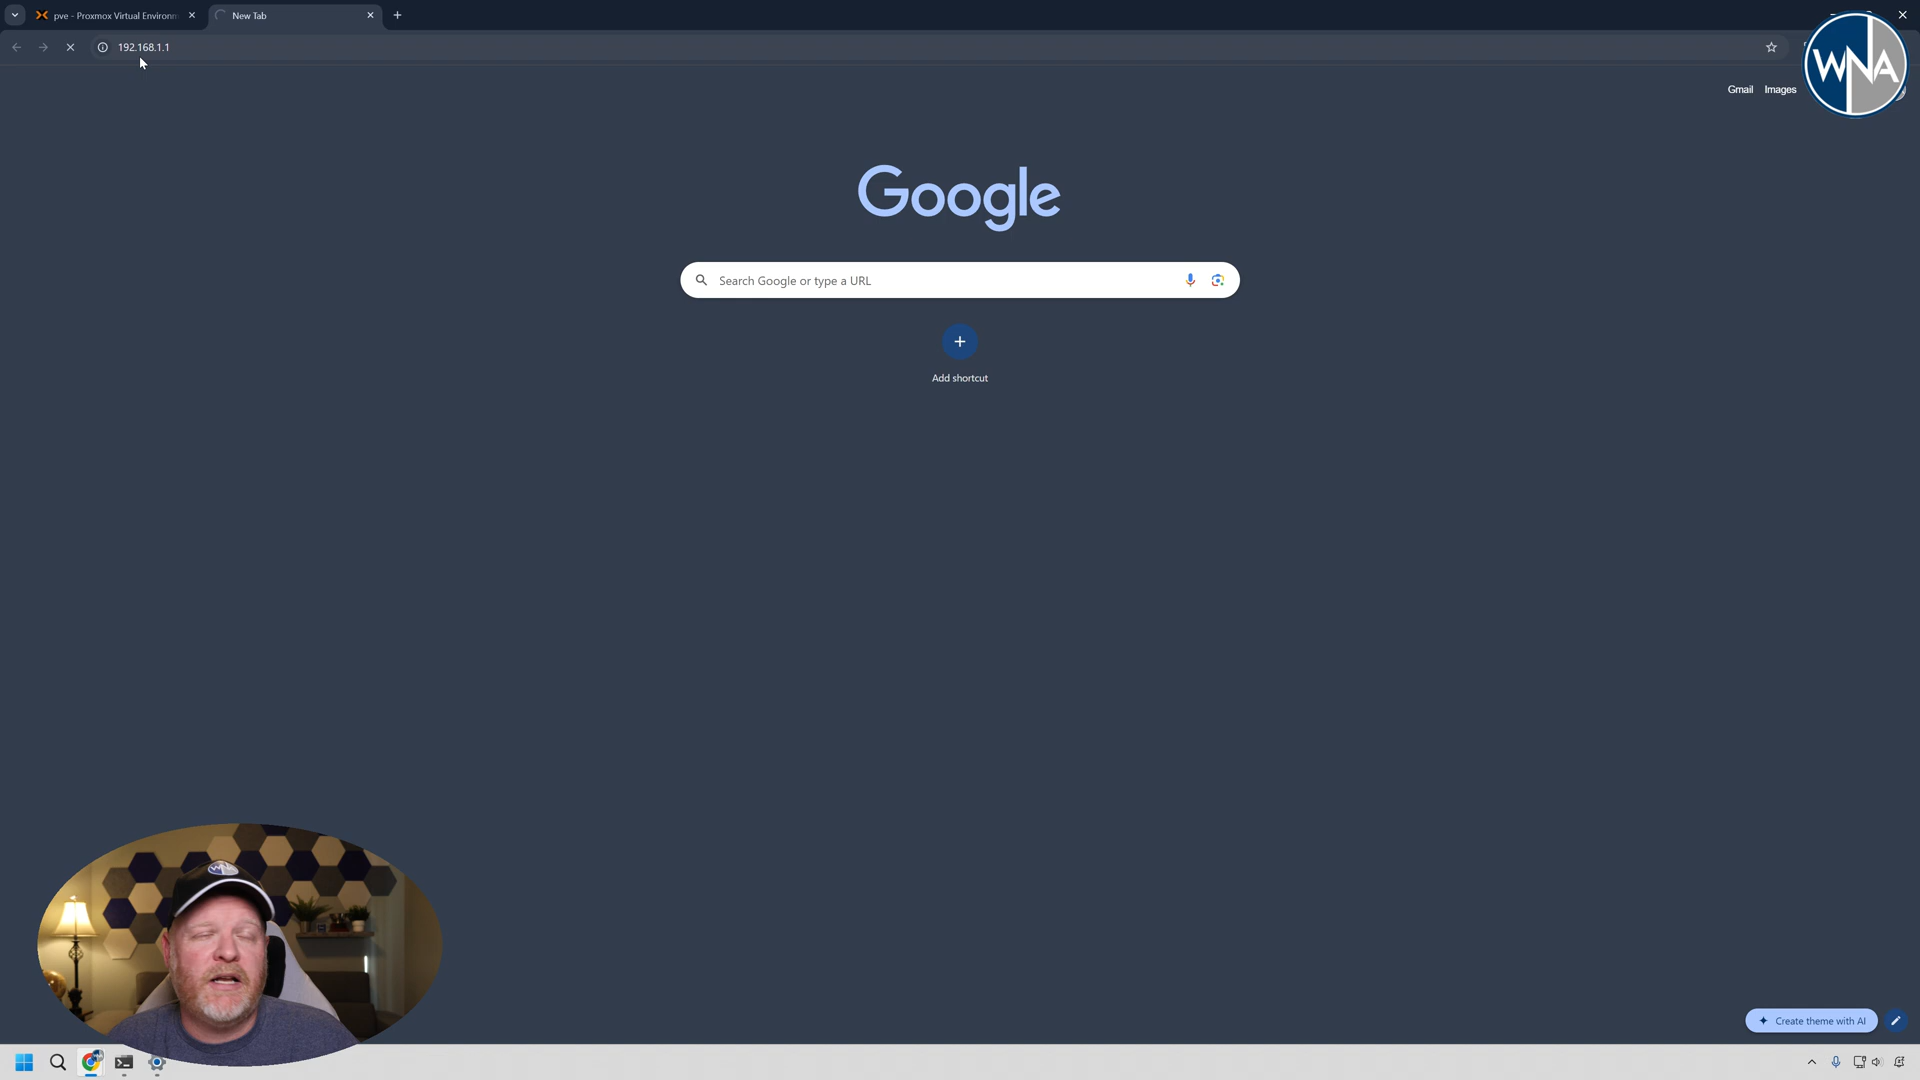 pve - Proxmox Virtual Environm
New Tab
192.168.1.1
WNA
Gmail
Images
Google
Search Google or type a URL
Add shortcut
WNA
Create theme with AI